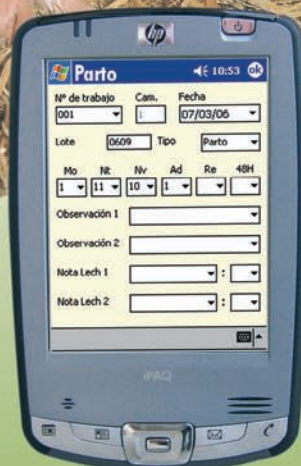 hp
Parto 10:53 ok
Nº de trabajo Cam. Fecha
001 1 07/03/06
Lote 0609 Tipo Parto
Mo Nt Nv Ad Re 48H
1 11 10 1
Observación 1
Observación 2
Nota Lech 1 :
Nota Lech 2 :
iPAQ